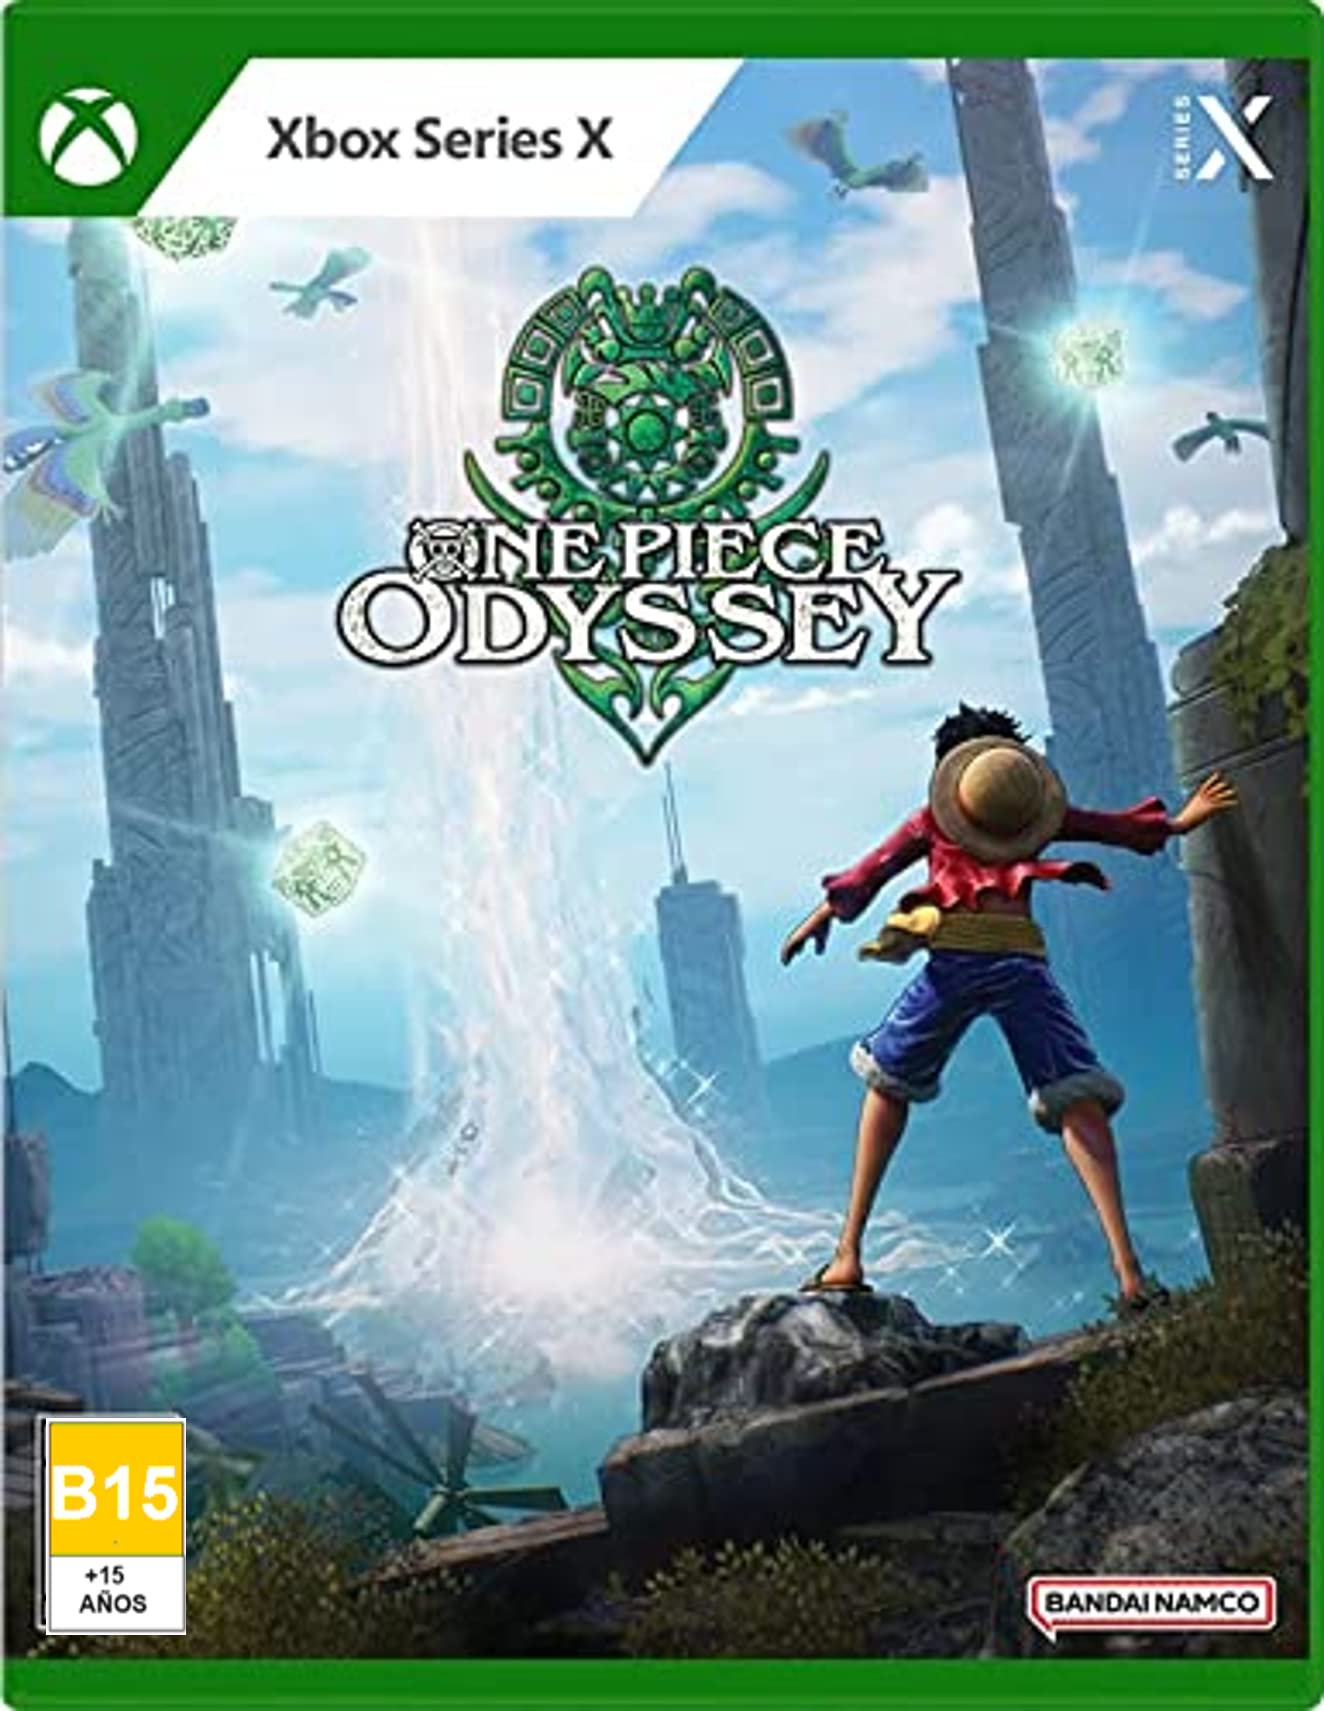 Xbox Series X
SERIES X
ONE PIECE
ODYSSEY
B15
+15
AÑOS
BANDAI NAMCO